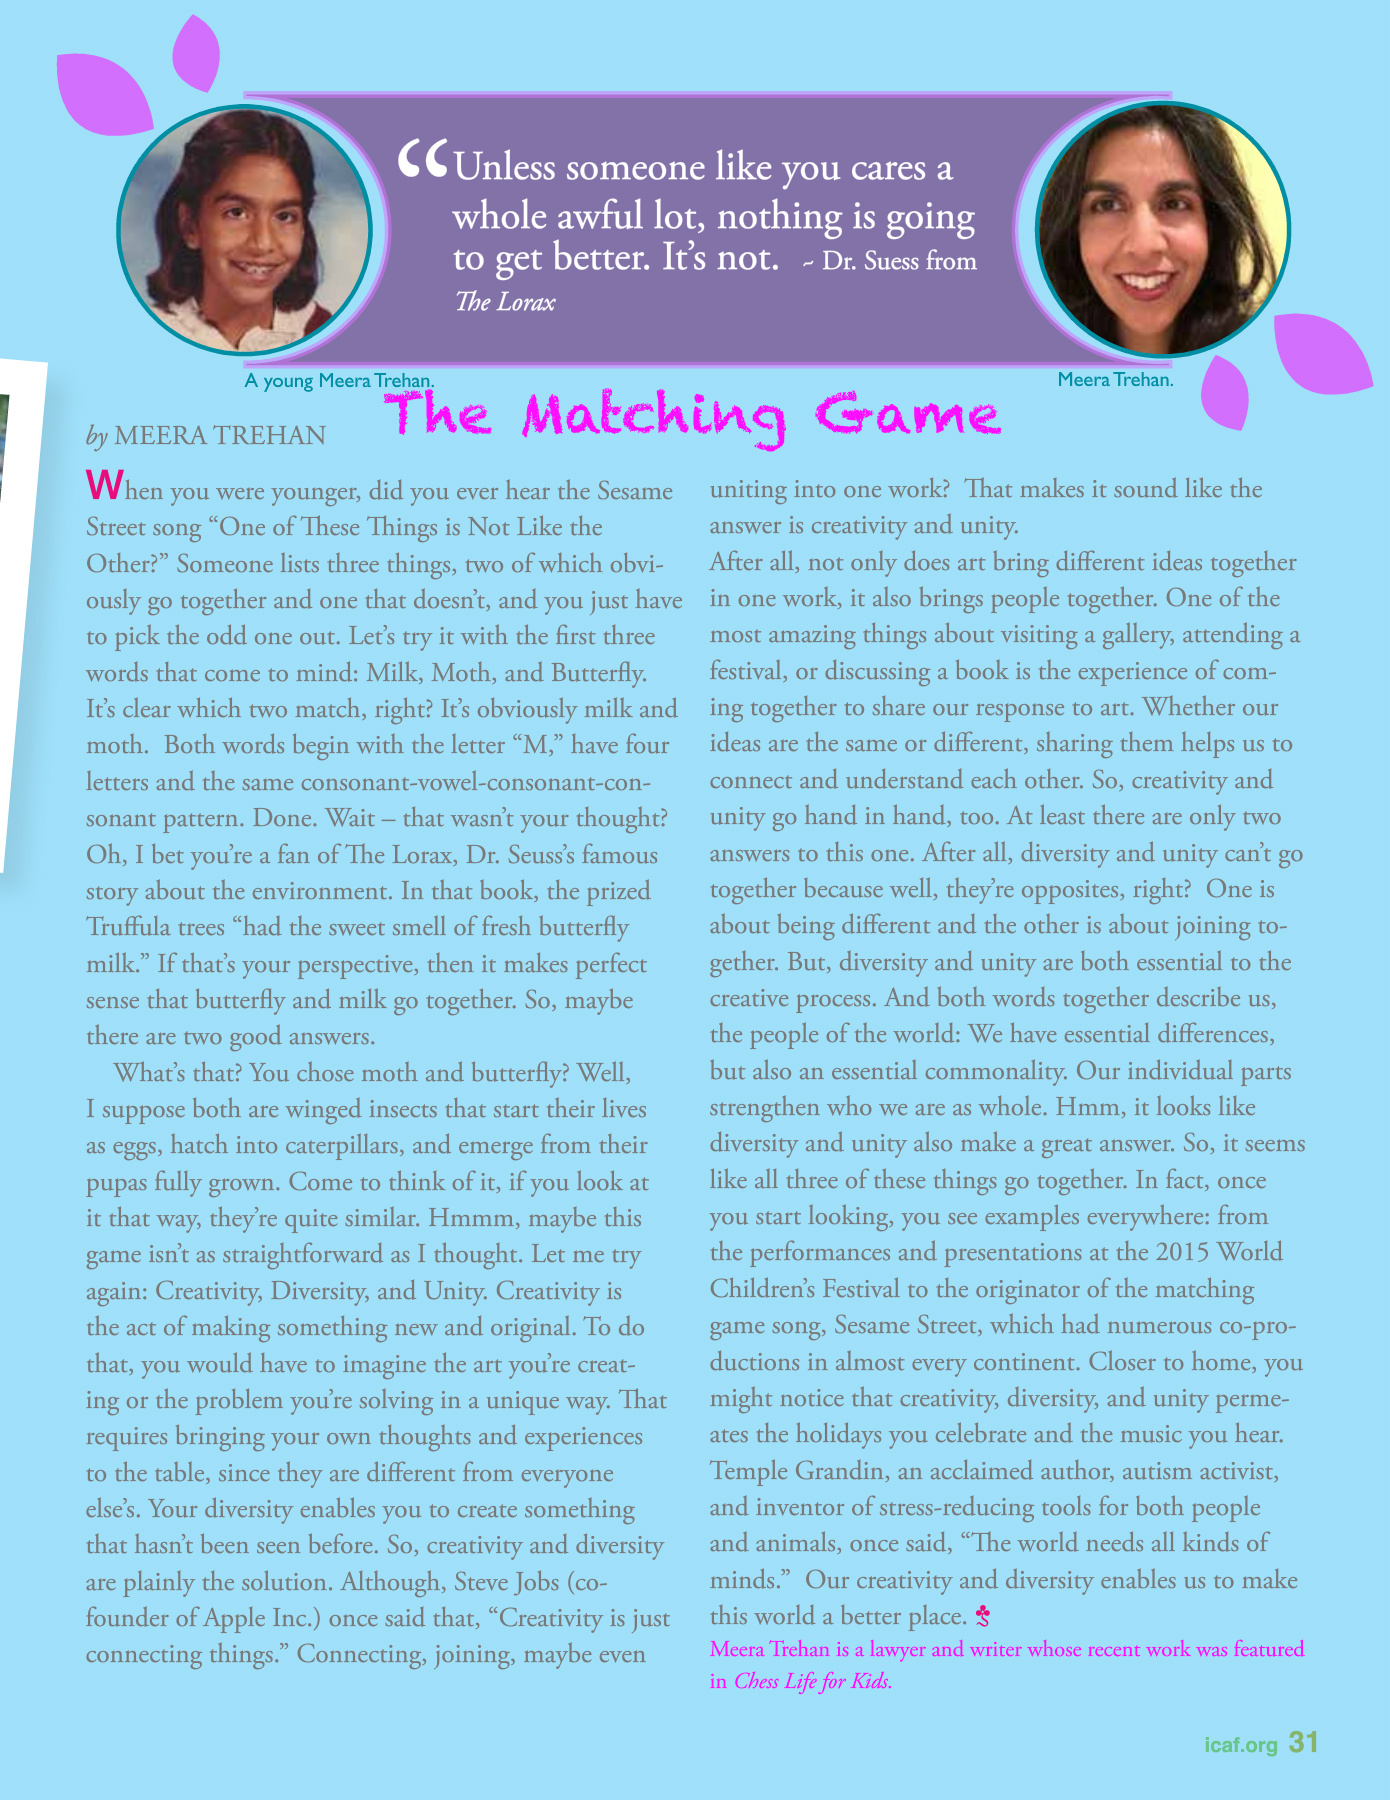 “Unless someone like you cares a
whole awful lot, nothing is going
to get better. It’s not. ~ Dr. Suess from
The Lorax
A young Meera Trehan.
Meera Trehan.
The Matching Game
by MEERA TREHAN
When you were younger, did you ever hear the Sesame
Street song “One of These Things is Not Like the
Other?” Someone lists three things, two of which obvi-
ously go together and one that doesn’t, and you just have
to pick the odd one out. Let’s try it with the first three
words that come to mind: Milk, Moth, and Butterfly.
It’s clear which two match, right? It’s obviously milk and
moth.  Both words begin with the letter “M,” have four
letters and the same consonant-vowel-consonant-con-
sonant pattern. Done. Wait – that wasn’t your thought?
Oh, I bet you’re a fan of The Lorax, Dr. Seuss’s famous
story about the environment. In that book, the prized
Truffula trees “had the sweet smell of fresh butterfly
milk.” If that’s your perspective, then it makes perfect
sense that butterfly and milk go together. So, maybe
there are two good answers.
What’s that? You chose moth and butterfly? Well,
I suppose both are winged insects that start their lives
as eggs, hatch into caterpillars, and emerge from their
pupas fully grown. Come to think of it, if you look at
it that way, they’re quite similar. Hmmm, maybe this
game isn’t as straightforward as I thought. Let me try
again: Creativity, Diversity, and Unity. Creativity is
the act of making something new and original. To do
that, you would have to imagine the art you’re creat-
ing or the problem you’re solving in a unique way. That
requires bringing your own thoughts and experiences
to the table, since they are different from everyone
else’s. Your diversity enables you to create something
that hasn’t been seen before. So, creativity and diversity
are plainly the solution. Although, Steve Jobs (co-
founder of Apple Inc.) once said that, “Creativity is just
connecting things.” Connecting, joining, maybe even
uniting into one work?  That makes it sound like the
answer is creativity and unity.
After all, not only does art bring different ideas together
in one work, it also brings people together. One of the
most amazing things about visiting a gallery, attending a
festival, or discussing a book is the experience of com-
ing together to share our response to art. Whether our
ideas are the same or different, sharing them helps us to
connect and understand each other. So, creativity and
unity go hand in hand, too. At least there are only two
answers to this one. After all, diversity and unity can’t go
together because well, they’re opposites, right?  One is
about being different and the other is about joining to-
gether. But, diversity and unity are both essential to the
creative process. And both words together describe us,
the people of the world: We have essential differences,
but also an essential commonality. Our individual parts
strengthen who we are as whole. Hmm, it looks like
diversity and unity also make a great answer. So, it seems
like all three of these things go together. In fact, once
you start looking, you see examples everywhere: from
the performances and presentations at the 2015 World
Children’s Festival to the originator of the matching
game song, Sesame Street, which had numerous co-pro-
ductions in almost every continent. Closer to home, you
might notice that creativity, diversity, and unity perme-
ates the holidays you celebrate and the music you hear.
Temple Grandin, an acclaimed author, autism activist,
and inventor of stress-reducing tools for both people
and animals, once said, “The world needs all kinds of
minds.”  Our creativity and diversity enables us to make
this world a better place.
Meera Trehan is a lawyer and writer whose recent work was featured
in Chess Life for Kids.
icaf.org 31